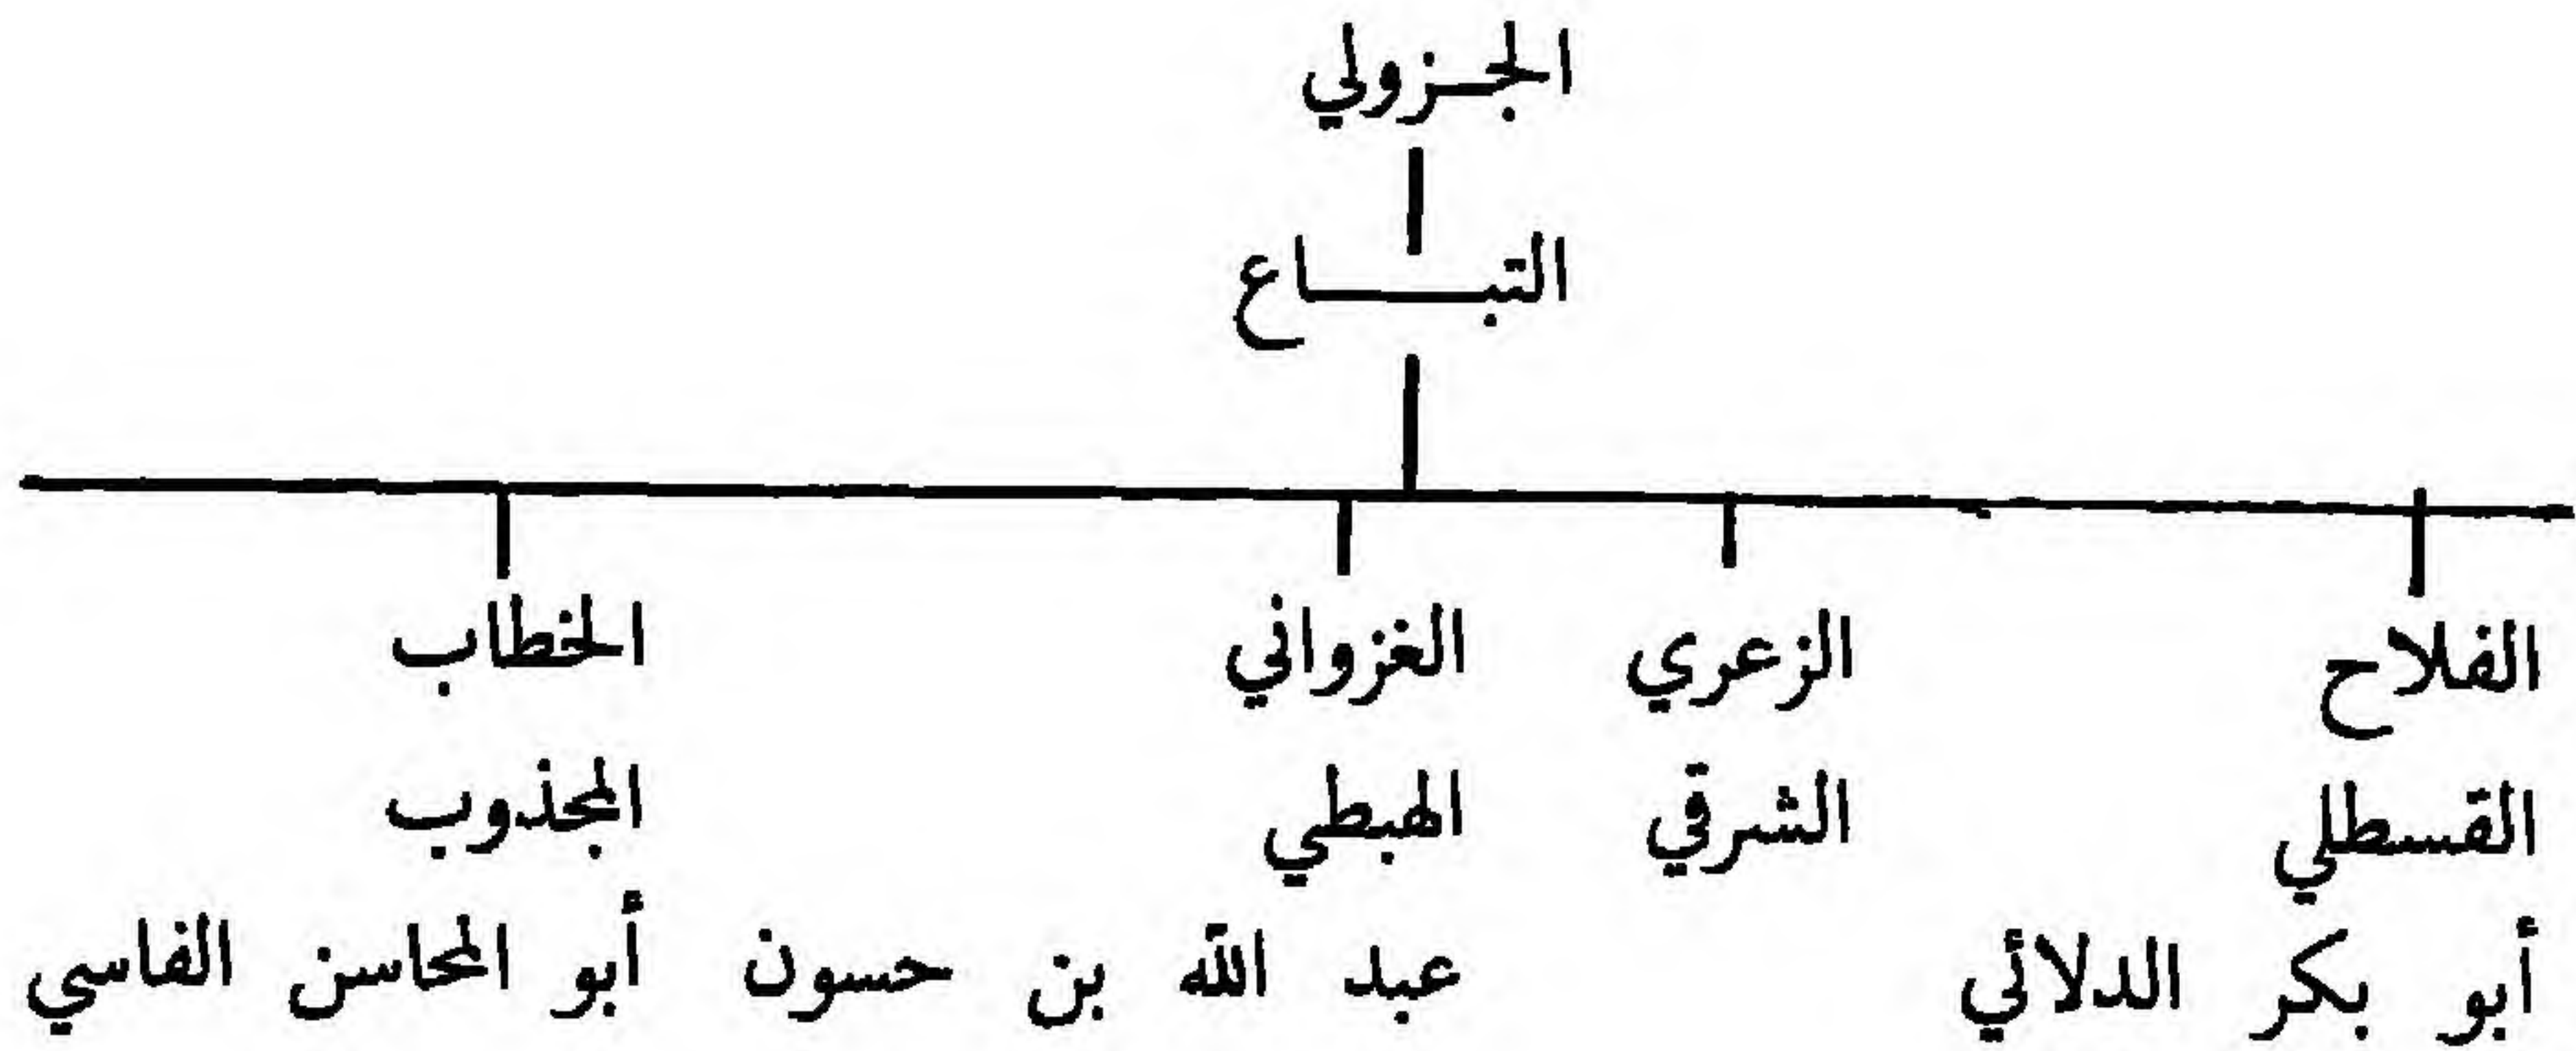 الجزولي
التباع
الفلاح الزعري الغزواني الخطاب
القسطلي الشرقي الهبطي المجذوب
أبو بكر الدلائي عبد الله بن حسون أبو المحاسن الفاسي